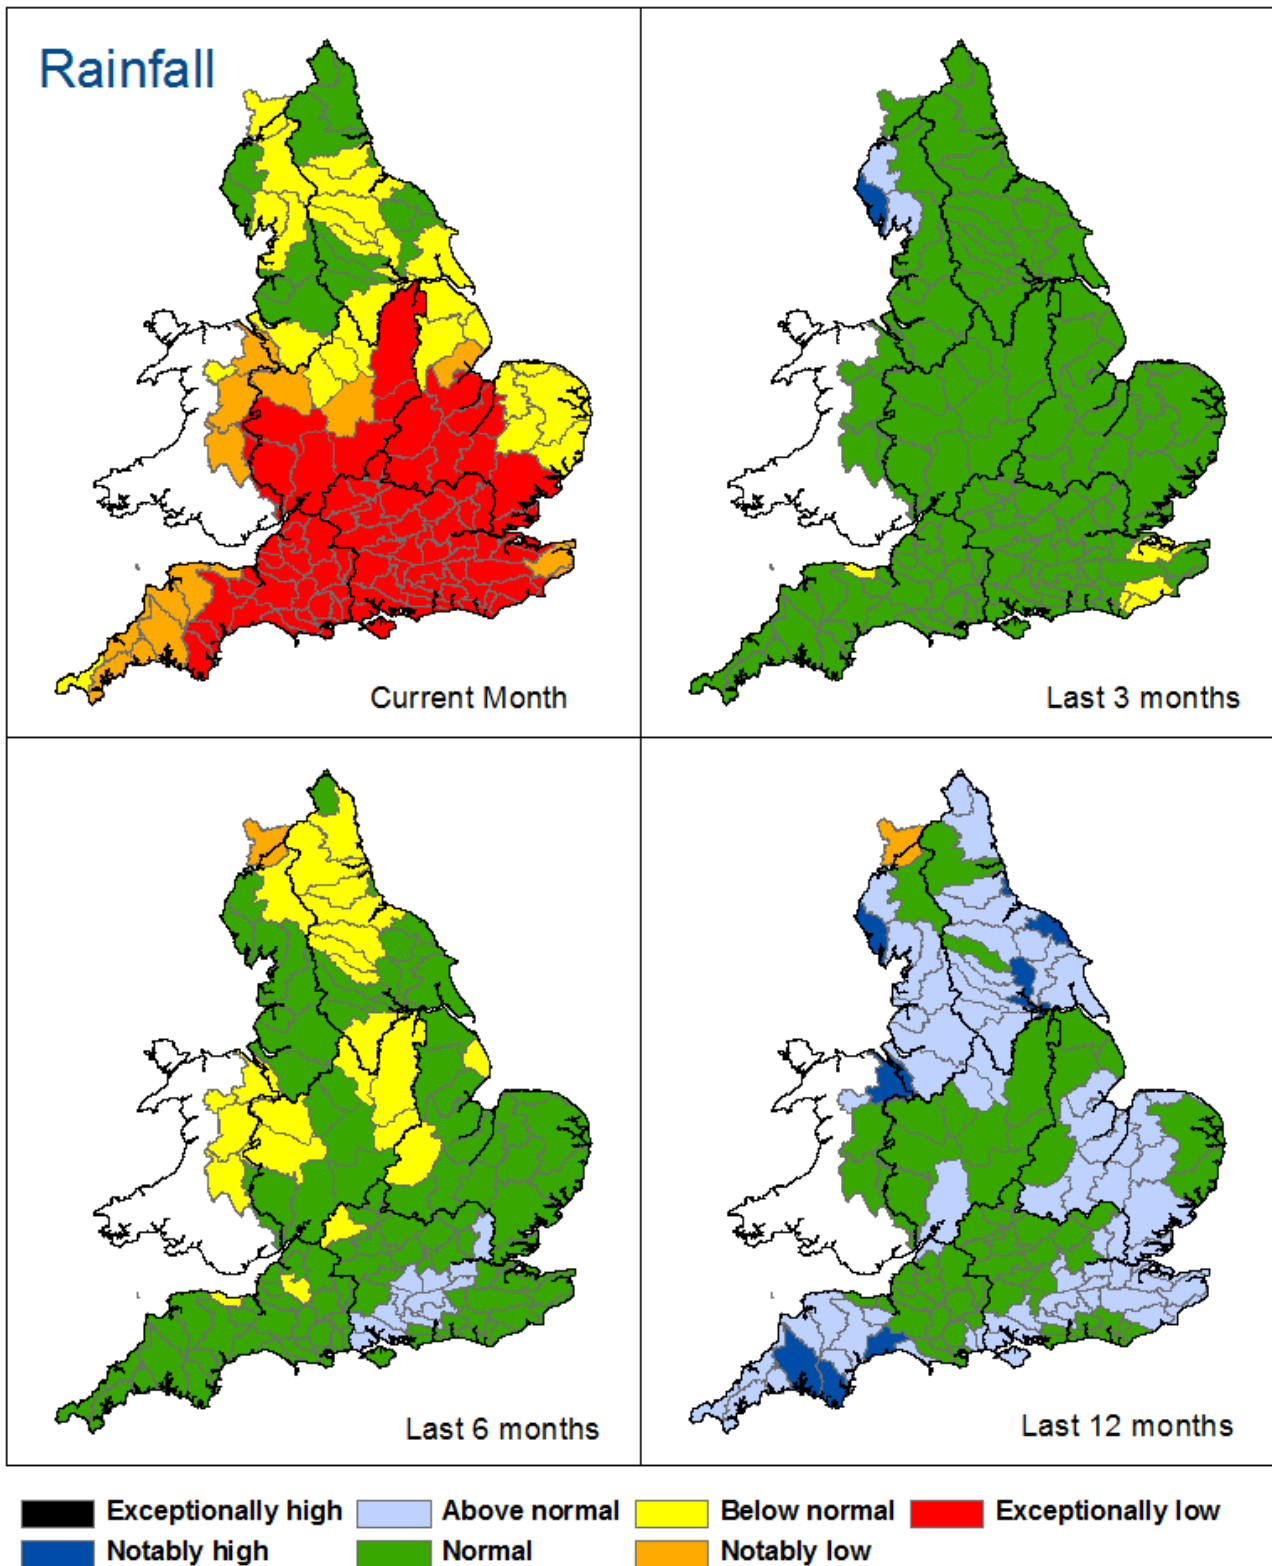 Rainfall
Current Month
Last 3 months
Last 6 months
Last 12 months
Exceptionally high
Above normal
Below normal
Exceptionally low
Notably high
Normal
Notably low